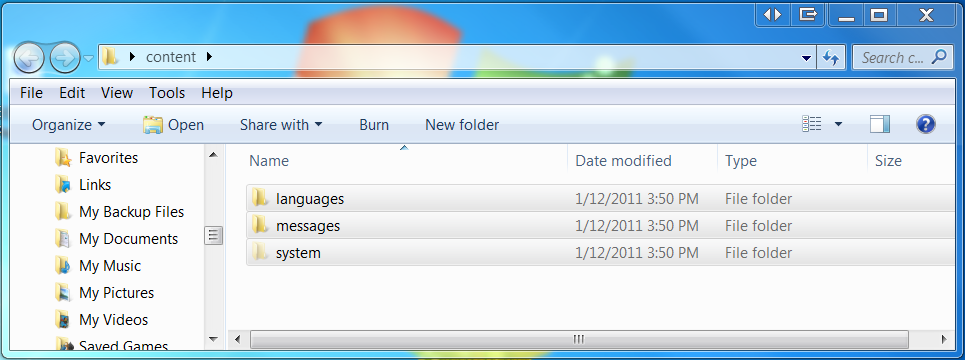 content
Search c...
File Edit View Tools Help
Organize Open Share with Burn New folder
Name Date modified Type Size
Favorites
Links
My Backup Files
My Documents
My Music
My Pictures
My Videos
Saved Games
languages 1/12/2011 3:50 PM File folder
messages 1/12/2011 3:50 PM File folder
system 1/12/2011 3:50 PM File folder